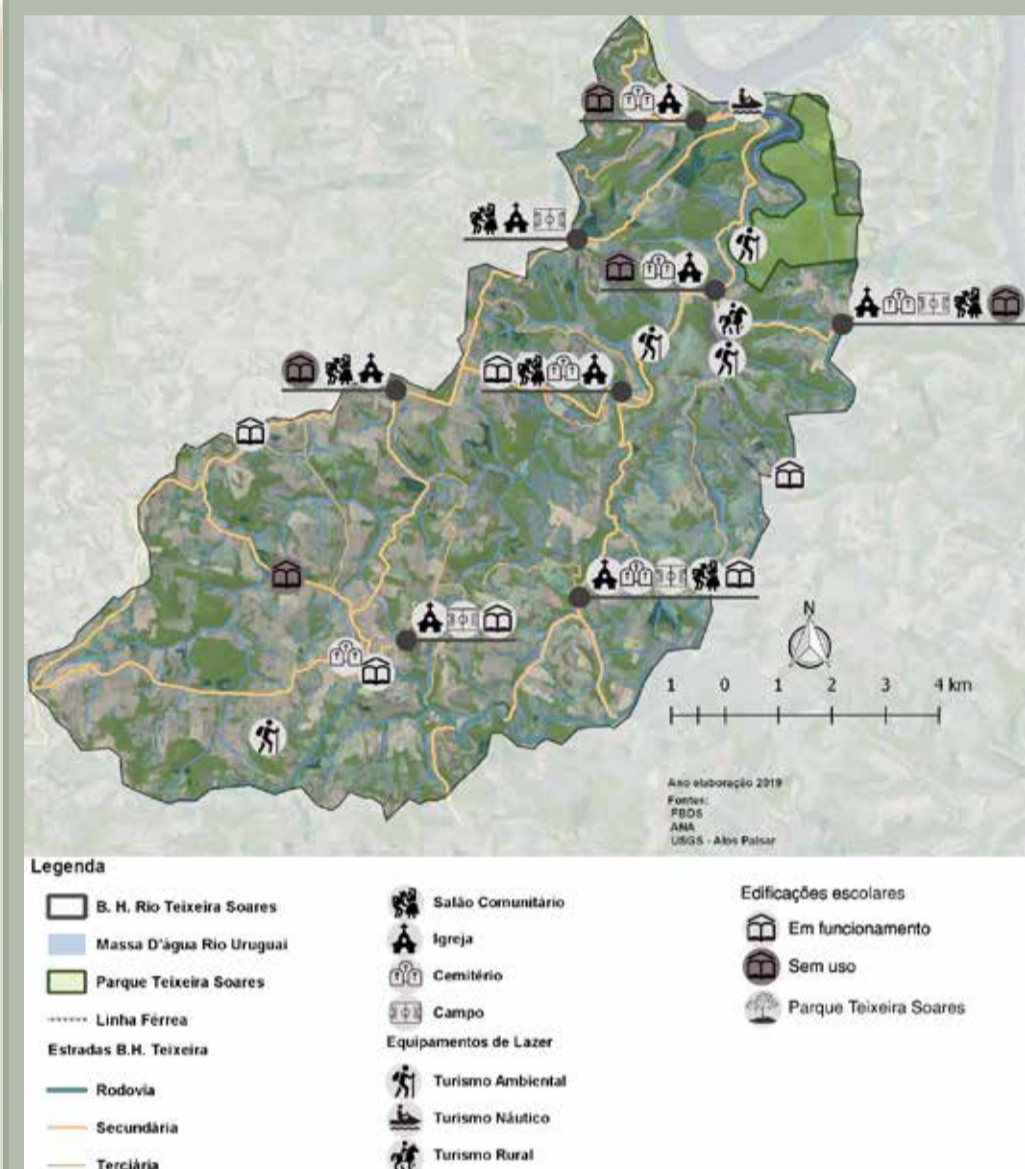 N
1 0 1 2 3 4 km
Ano elaboração 2019
Fontes:
FBDS
ANA
USGS - Alos Palsar
Legenda
B. H. Rio Teixeira Soares
Massa D'água Rio Uruguai
Parque Teixeira Soares
Linha Férrea
Estradas B.H. Teixeira
Rodovia
Secundária
Terciária
Salão Comunitário
Igreja
Cemitério
Campo
Equipamentos de Lazer
Turismo Ambiental
Turismo Náutico
Turismo Rural
Edificações escolares
Em funcionamento
Sem uso
Parque Teixeira Soares